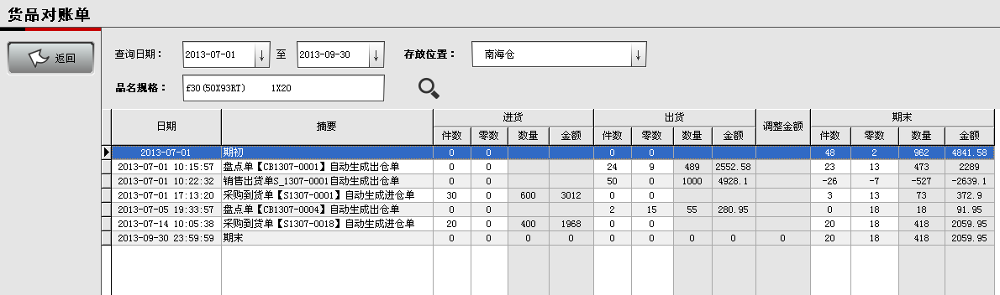 货品对账单
返回
查询日期： 2013-07-01 至 2013-09-30 存放位置： 南海仓
品名规格： f30(50X93RT) 1X20
日期 摘要 进货 出货 调整金额 期末
件数 零数 数量 金额 件数 零数 数量 金额 件数 零数 数量 金额
2013-07-01 期初 0 0 0 0 48 2 962 4841.58
2013-07-01 10:15:57 盘点单【CB1307-0001】自动生成出仓单 0 0 24 9 489 2552.58 23 13 473 2289
2013-07-01 10:22:32 销售出货单S_1307-0001自动生成出仓单 0 0 50 0 1000 4928.1 -26 -7 -527 -2639.1
2013-07-01 17:13:20 采购到货单【S1307-0001】自动生成进仓单 30 0 600 3012 0 0 3 13 73 372.9
2013-07-05 19:33:57 盘点单【CB1307-0004】自动生成出仓单 0 0 2 15 55 280.95 0 18 18 91.95
2013-07-14 10:05:38 采购到货单【S1307-0018】自动生成进仓单 20 0 400 1968 0 0 20 18 418 2059.95
2013-09-30 23:59:59 期末 0 0 0 0 0 0 0 0 0 20 18 418 2059.95